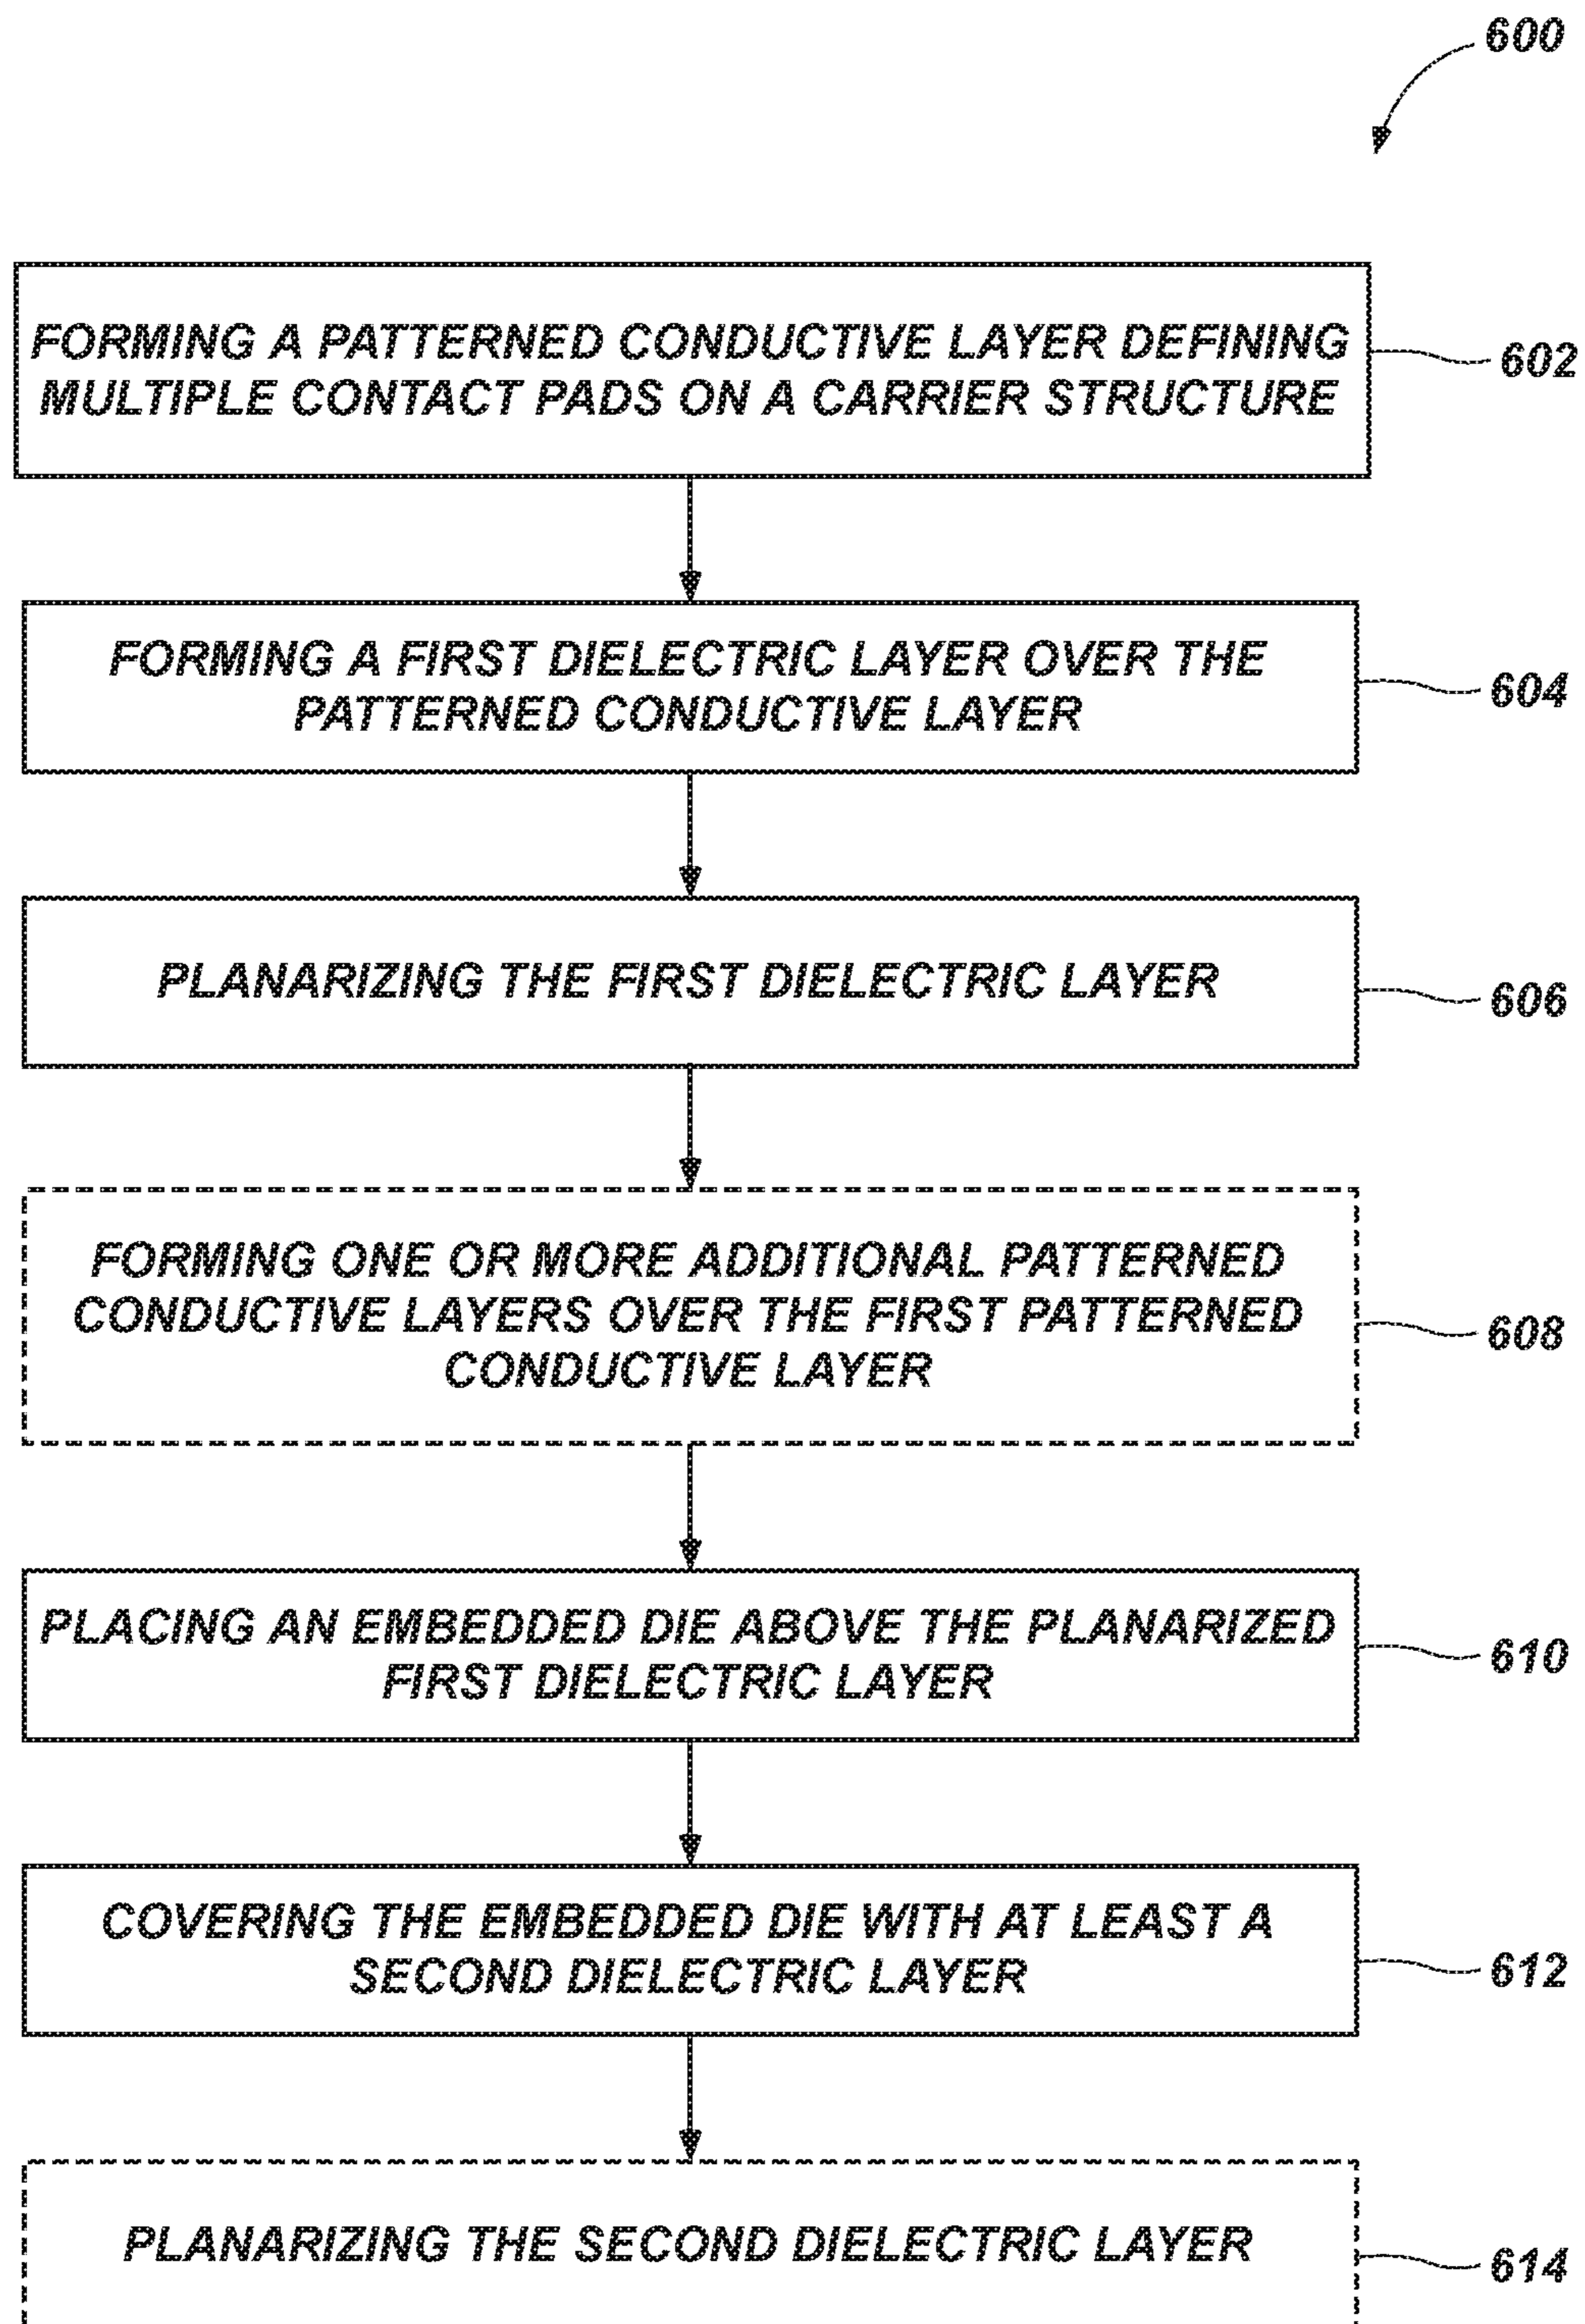 600
FORMING A PATTERNED CONDUCTIVE LAYER DEFINING
MULTIPLE CONTACT PADS ON A CARRIER STRUCTURE
602
FORMING A FIRST DIELECTRIC LAYER OVER THE
PATTERNED CONDUCTIVE LAYER
604
PLANARIZING THE FIRST DIELECTRIC LAYER
606
FORMING ONE OR MORE ADDITIONAL PATTERNED
CONDUCTIVE LAYERS OVER THE FIRST PATTERNED
CONDUCTIVE LAYER
608
PLACING AN EMBEDDED DIE ABOVE THE PLANARIZED
FIRST DIELECTRIC LAYER
610
COVERING THE EMBEDDED DIE WITH AT LEAST A
SECOND DIELECTRIC LAYER
612
PLANARIZING THE SECOND DIELECTRIC LAYER
614